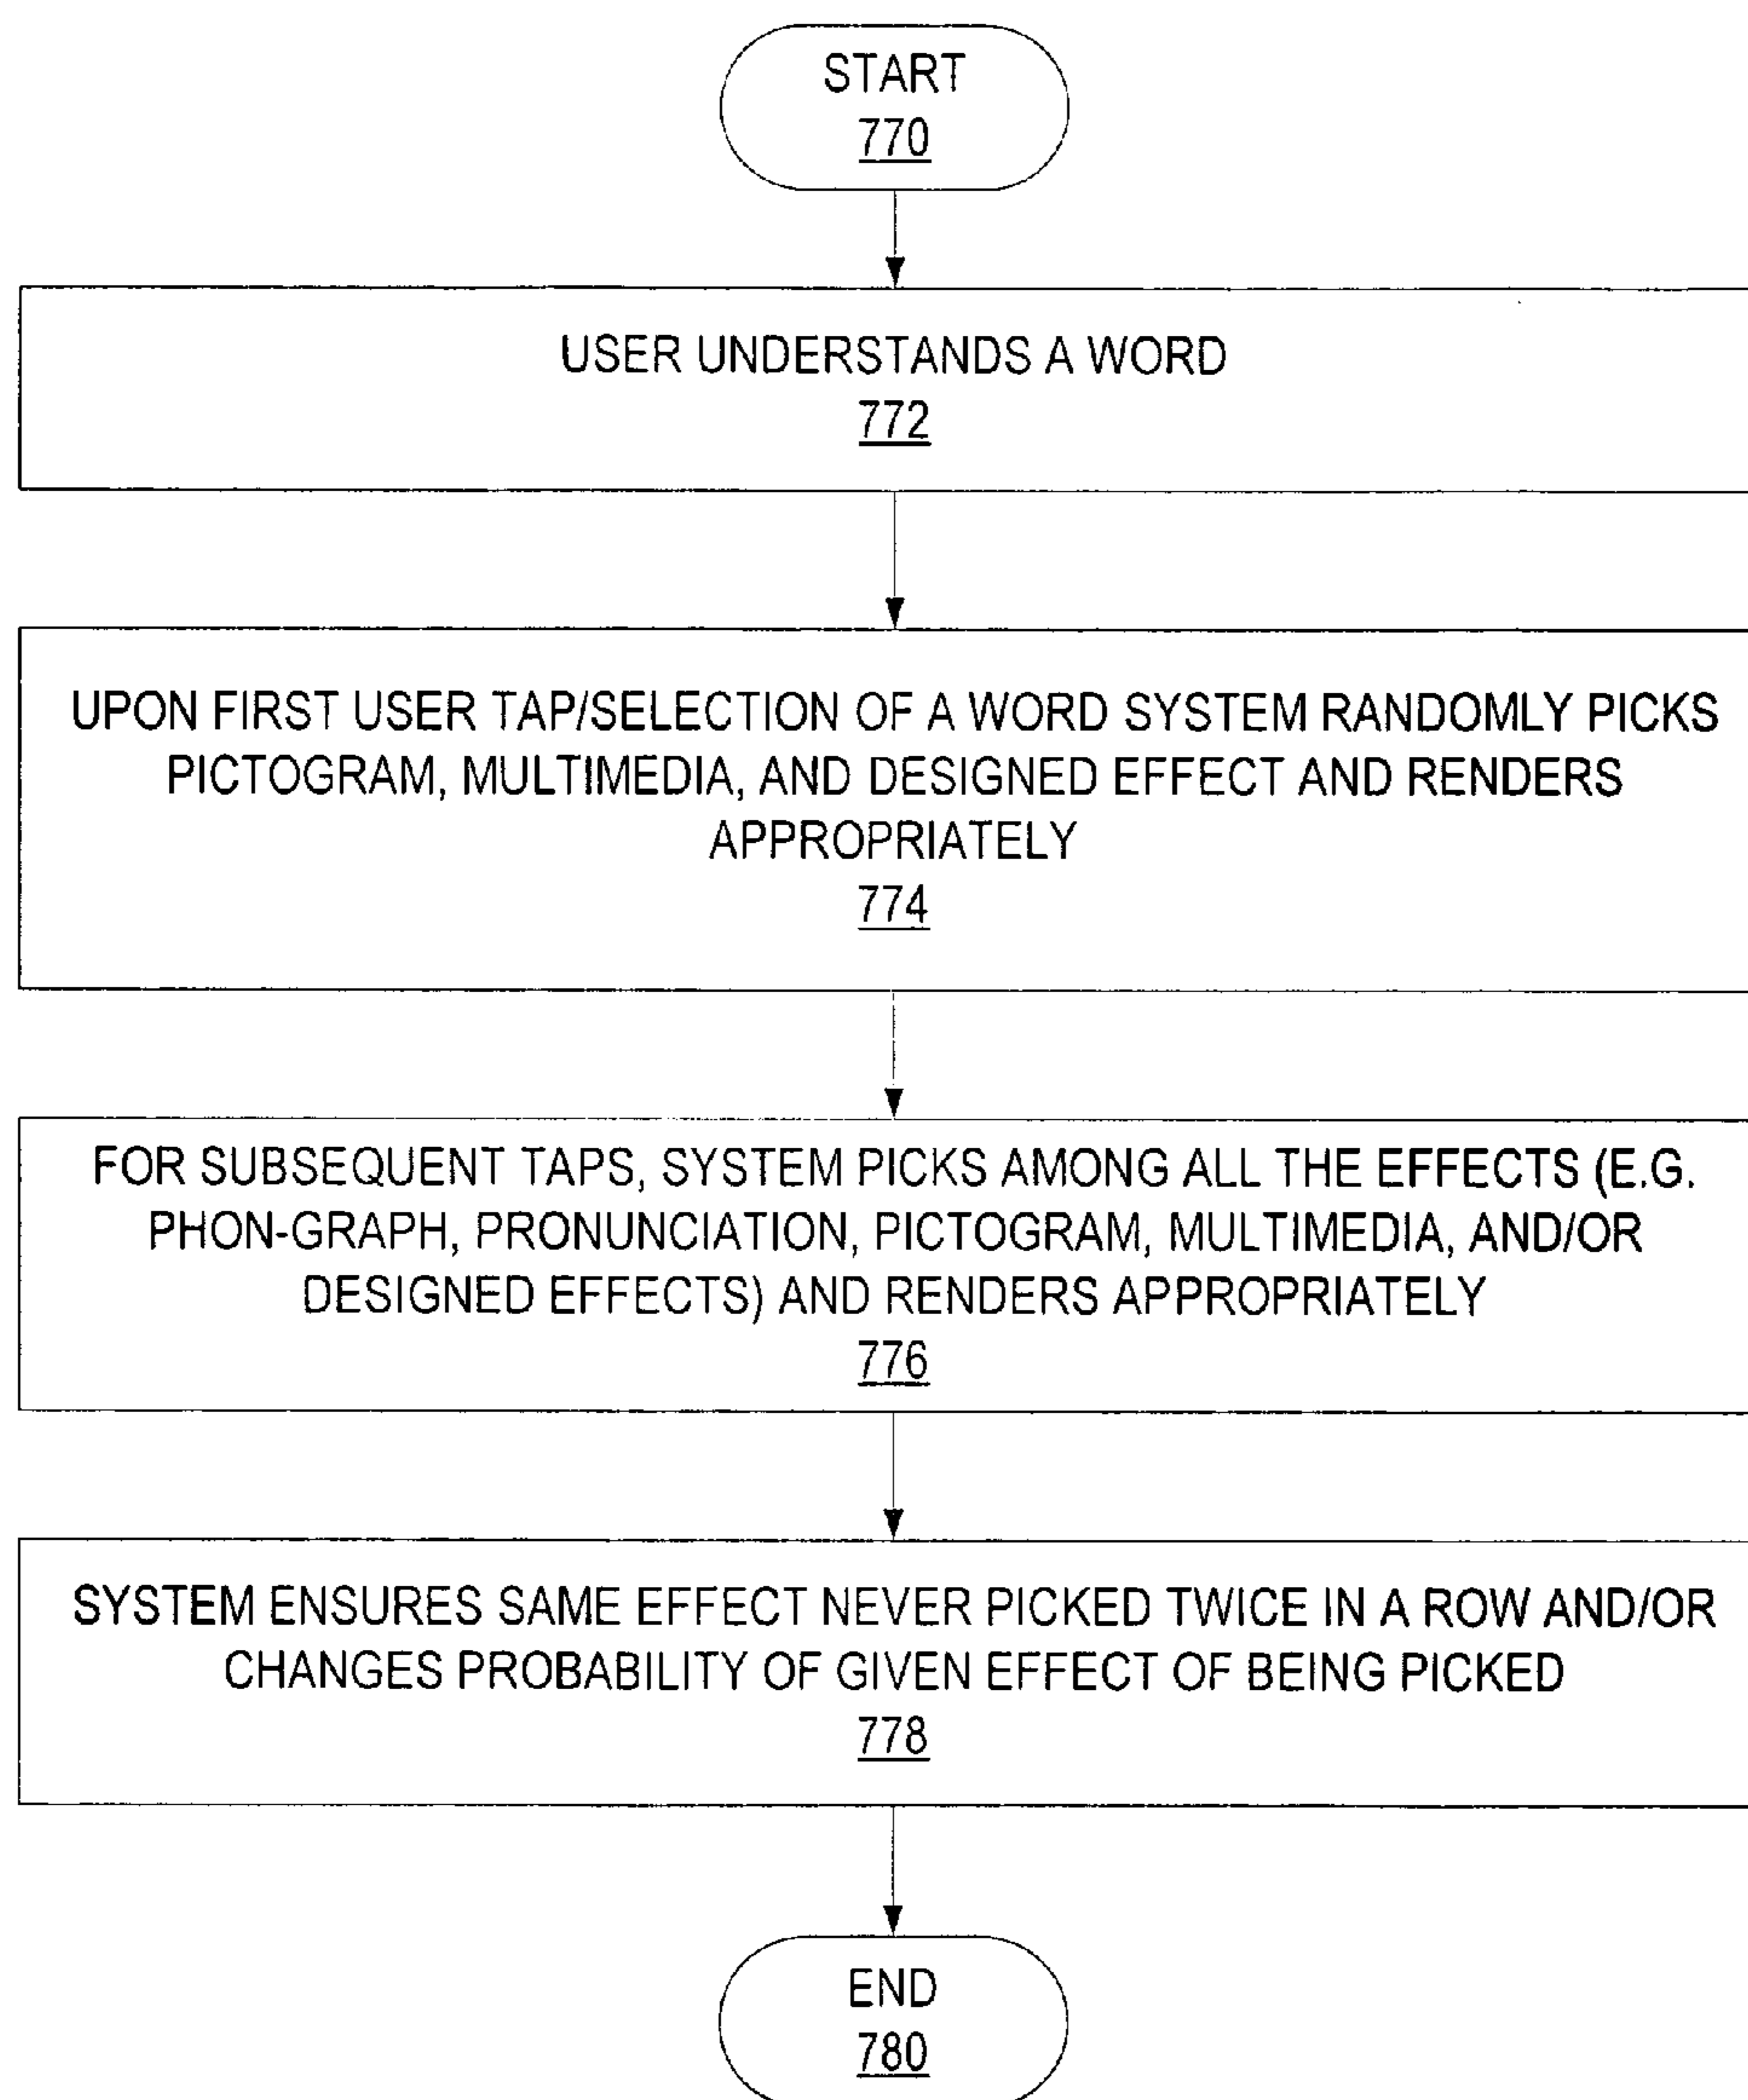 START
770
USER UNDERSTANDS A WORD
772
UPON FIRST USER TAP/SELECTION OF A WORD SYSTEM RANDOMLY PICKS
PICTOGRAM, MULTIMEDIA, AND DESIGNED EFFECT AND RENDERS
APPROPRIATELY
774
FOR SUBSEQUENT TAPS, SYSTEM PICKS AMONG ALL THE EFFECTS (E.G.
PHON-GRAPH, PRONUNCIATION, PICTOGRAM, MULTIMEDIA, AND/OR
DESIGNED EFFECTS) AND RENDERS APPROPRIATELY
776
SYSTEM ENSURES SAME EFFECT NEVER PICKED TWICE IN A ROW AND/OR
CHANGES PROBABILITY OF GIVEN EFFECT OF BEING PICKED
778
END
780